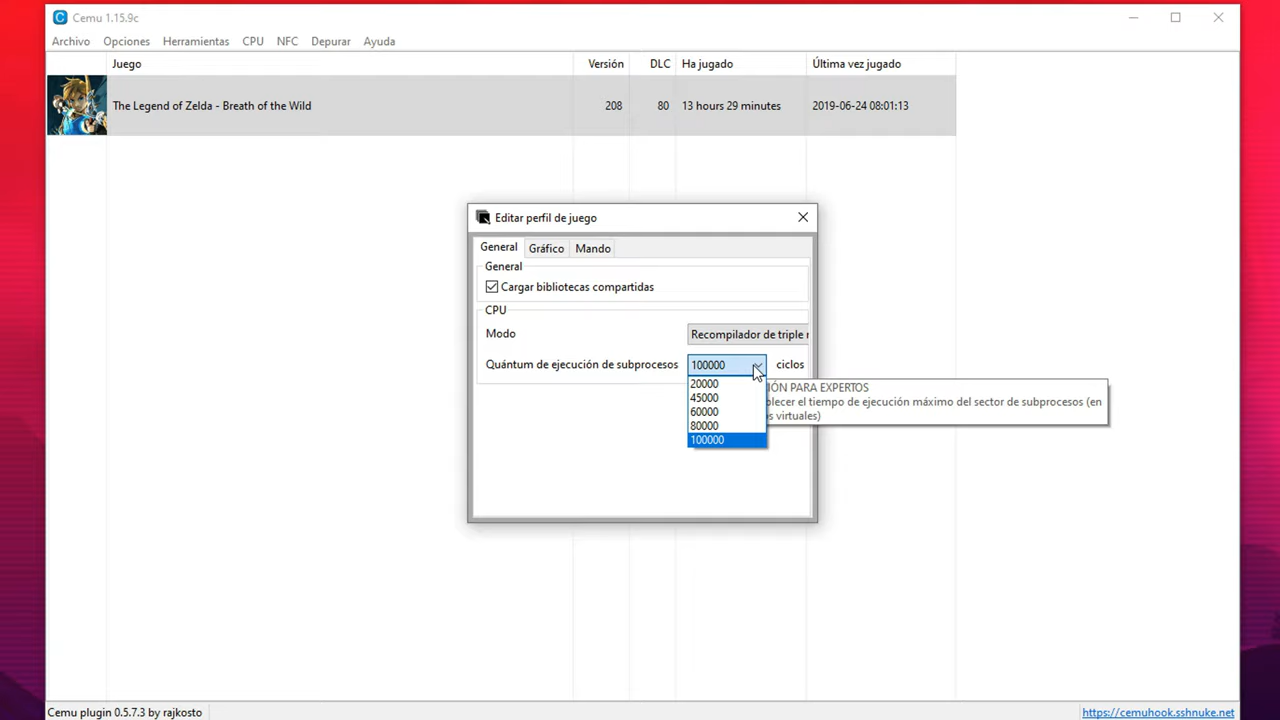 Cemu 1.15.9c
Archivo Opciones Herramientas CPU NFC Depurar Ayuda
Juego Versión DLC Ha jugado Última vez jugado
The Legend of Zelda - Breath of the Wild 208 80 13 hours 29 minutes 2019-06-24 08:01:13
Editar perfil de juego
General Gráfico Mando
General
Cargar bibliotecas compartidas
CPU
Modo Recompilador de triple
Quántum de ejecución de subprocesos 100000 ciclos
20000
45000
60000
80000
100000
PARA EXPERTOS
el tiempo de ejecución máximo del sector de subprocesos (en
virtuales)
Cemu plugin 0.5.7.3 by rajkosto
https://cemuhook.sshnuke.net